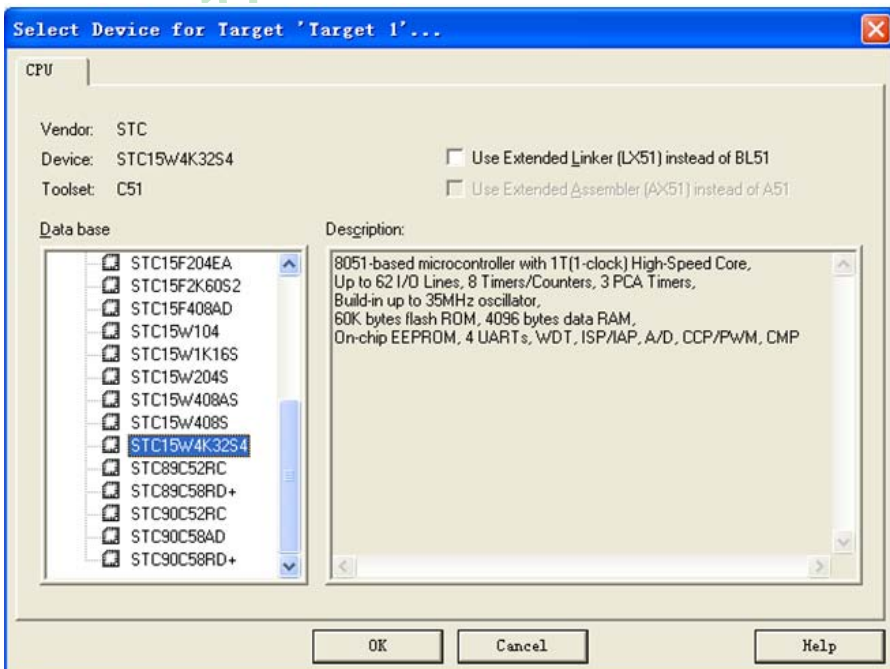 Select Device for Target 'Target 1'...
CPU
Vendor: STC
Device: STC15W4K32S4
Toolset: C51
Use Extended Linker (LX51) instead of BL51
Use Extended Assembler (AX51) instead of A51
Data base
STC15F204EA
STC15F2K60S2
STC15F408AD
STC15W104
STC15W1K16S
STC15W204S
STC15W408AS
STC15W408S
STC15W4K32S4
STC89C52RC
STC89C58RD+
STC90C52RC
STC90C58AD
STC90C58RD+
Description:
8051-based microcontroller with 1T(1-clock) High-Speed Core,
Up to 62 I/O Lines, 8 Timers/Counters, 3 PCA Timers,
Build-in up to 35MHz oscillator,
60K bytes flash ROM, 4096 bytes data RAM,
On-chip EEPROM, 4 UARTs, WDT, ISP/IAP, A/D, CCP/PWM, CMP
OK
Cancel
Help